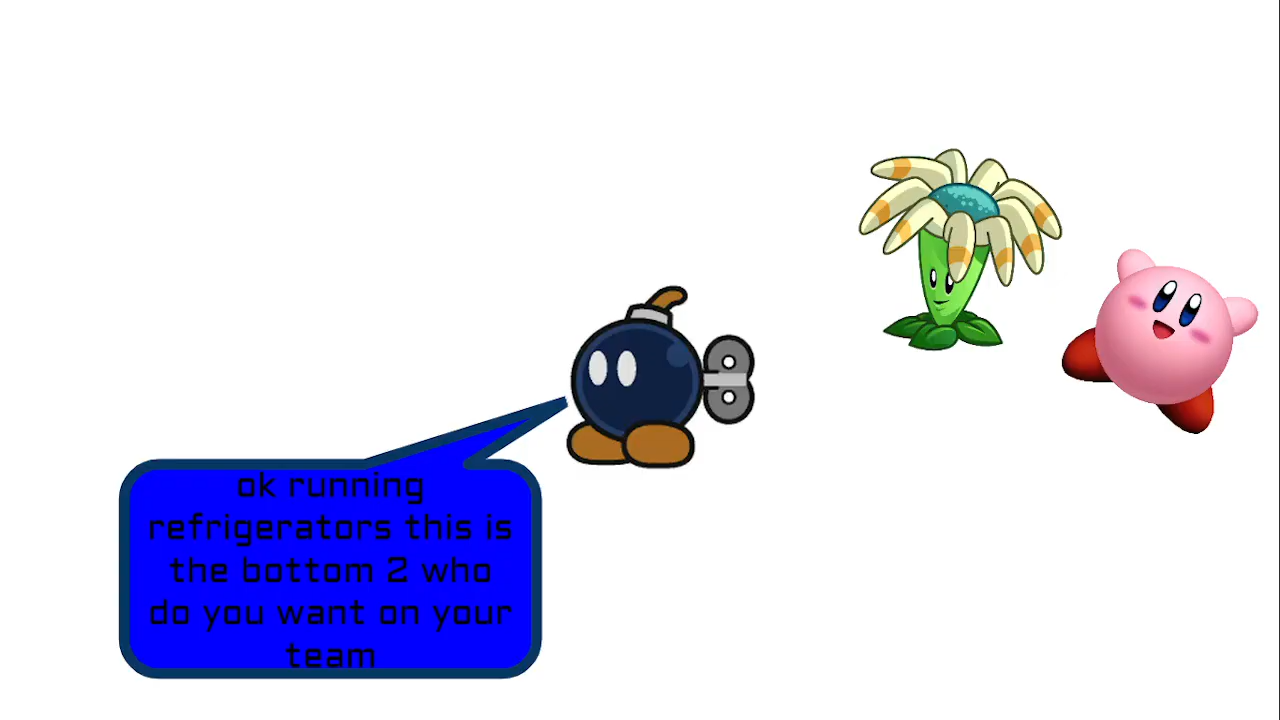 ok running
refrigerators this is
the bottom 2 who
do you want on your
team